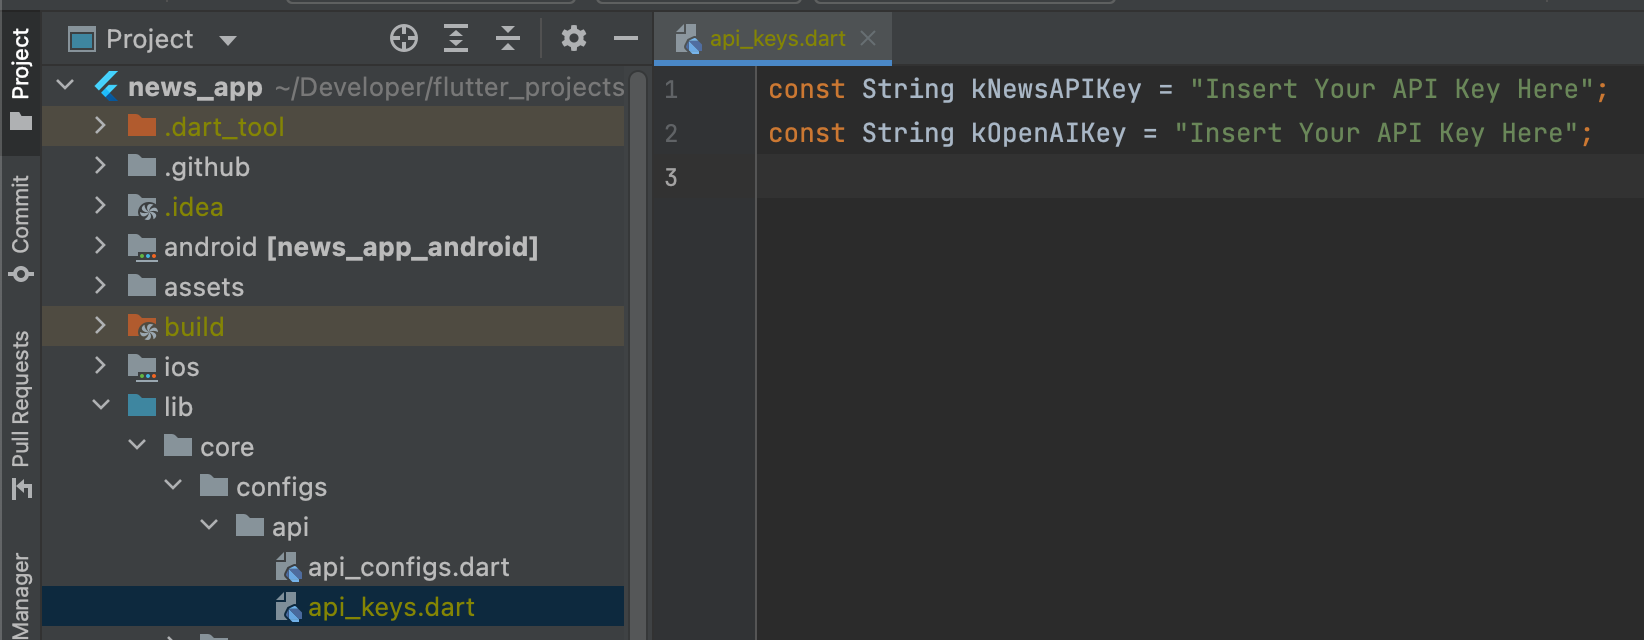 Project
Commit
Pull Requests
Manager
Project
news_app ~/Developer/flutter_projects
.dart_tool
.github
.idea
android [news_app_android]
assets
build
ios
lib
core
configs
api
api_configs.dart
api_keys.dart
api_keys.dart
1 const String kNewsAPIKey = "Insert Your API Key Here";
2 const String kOpenAIKey = "Insert Your API Key Here";
3